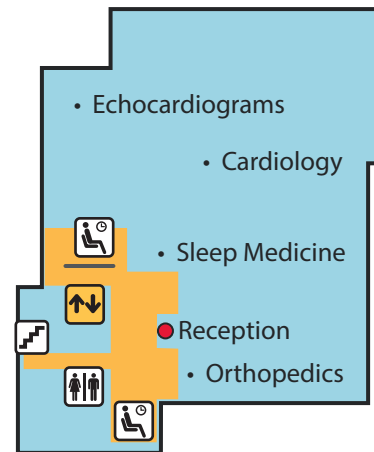 • Echocardiograms
• Cardiology
• Sleep Medicine
Reception
• Orthopedics